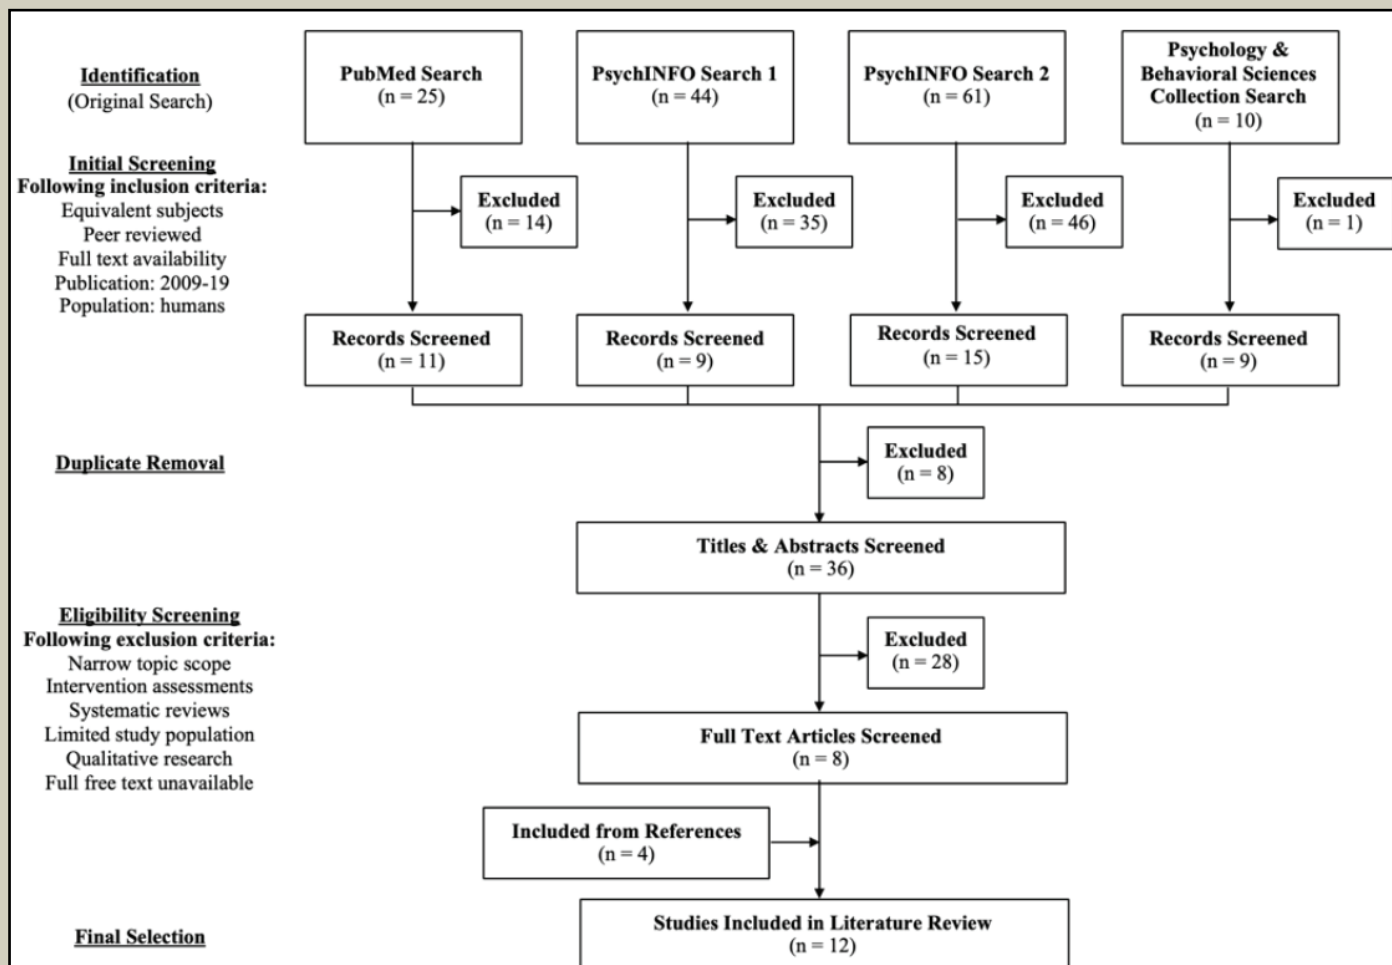 Identification
(Original Search)
PubMed Search
(n = 25)
PsychINFO Search 1
(n = 44)
PsychINFO Search 2
(n = 61)
Psychology &
Behavioral Sciences
Collection Search
(n = 10)
Initial Screening
Following inclusion criteria:
Equivalent subjects
Peer reviewed
Full text availability
Publication: 2009-19
Population: humans
Excluded
(n = 14)
Excluded
(n = 35)
Excluded
(n = 46)
Excluded
(n = 1)
Records Screened
(n = 11)
Records Screened
(n = 9)
Records Screened
(n = 15)
Records Screened
(n = 9)
Duplicate Removal
Excluded
(n = 8)
Titles & Abstracts Screened
(n = 36)
Eligibility Screening
Following exclusion criteria:
Narrow topic scope
Intervention assessments
Systematic reviews
Limited study population
Qualitative research
Full free text unavailable
Excluded
(n = 28)
Full Text Articles Screened
(n = 8)
Included from References
(n = 4)
Final Selection
Studies Included in Literature Review
(n = 12)